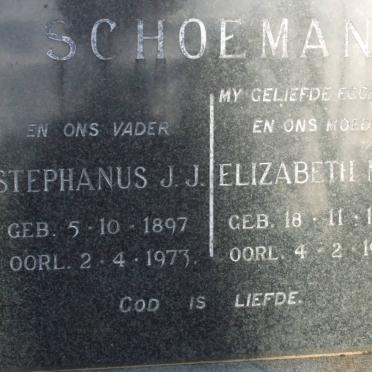 SCHOEMAN
MY GELIEFDE
EN ONS VADER
EN ONS
STEPHANUS J. J.
ELIZABETH
GEB. 5 · 10 · 1897
GEB. 18 · 11 ·
OORL. 2 · 4 · 1973.
OORL. 4 · 2 ·
GOD IS LIEFDE.